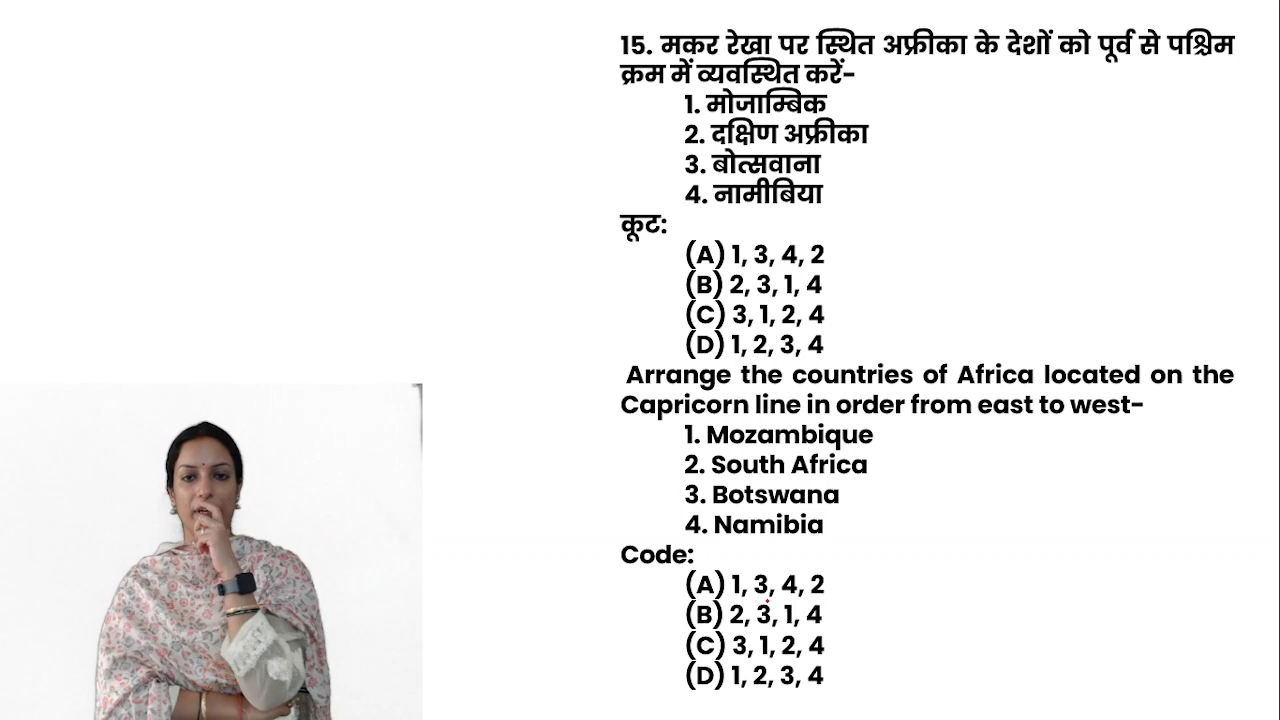 15. मकर रेखा पर स्थित अफ्रीका के देशों को पूर्व से पश्चिम
क्रम में व्यवस्थित करें-
1. मोजाम्बिक
2. दक्षिण अफ्रीका
3. बोत्सवाना
4. नामीबिया
कूट:
(A) 1, 3, 4, 2
(B) 2, 3, 1, 4
(C) 3, 1, 2, 4
(D) 1, 2, 3, 4
Arrange the countries of Africa located on the
Capricorn line in order from east to west-
1. Mozambique
2. South Africa
3. Botswana
4. Namibia
Code:
(A) 1, 3, 4, 2
(B) 2, 3, 1, 4
(C) 3, 1, 2, 4
(D) 1, 2, 3, 4